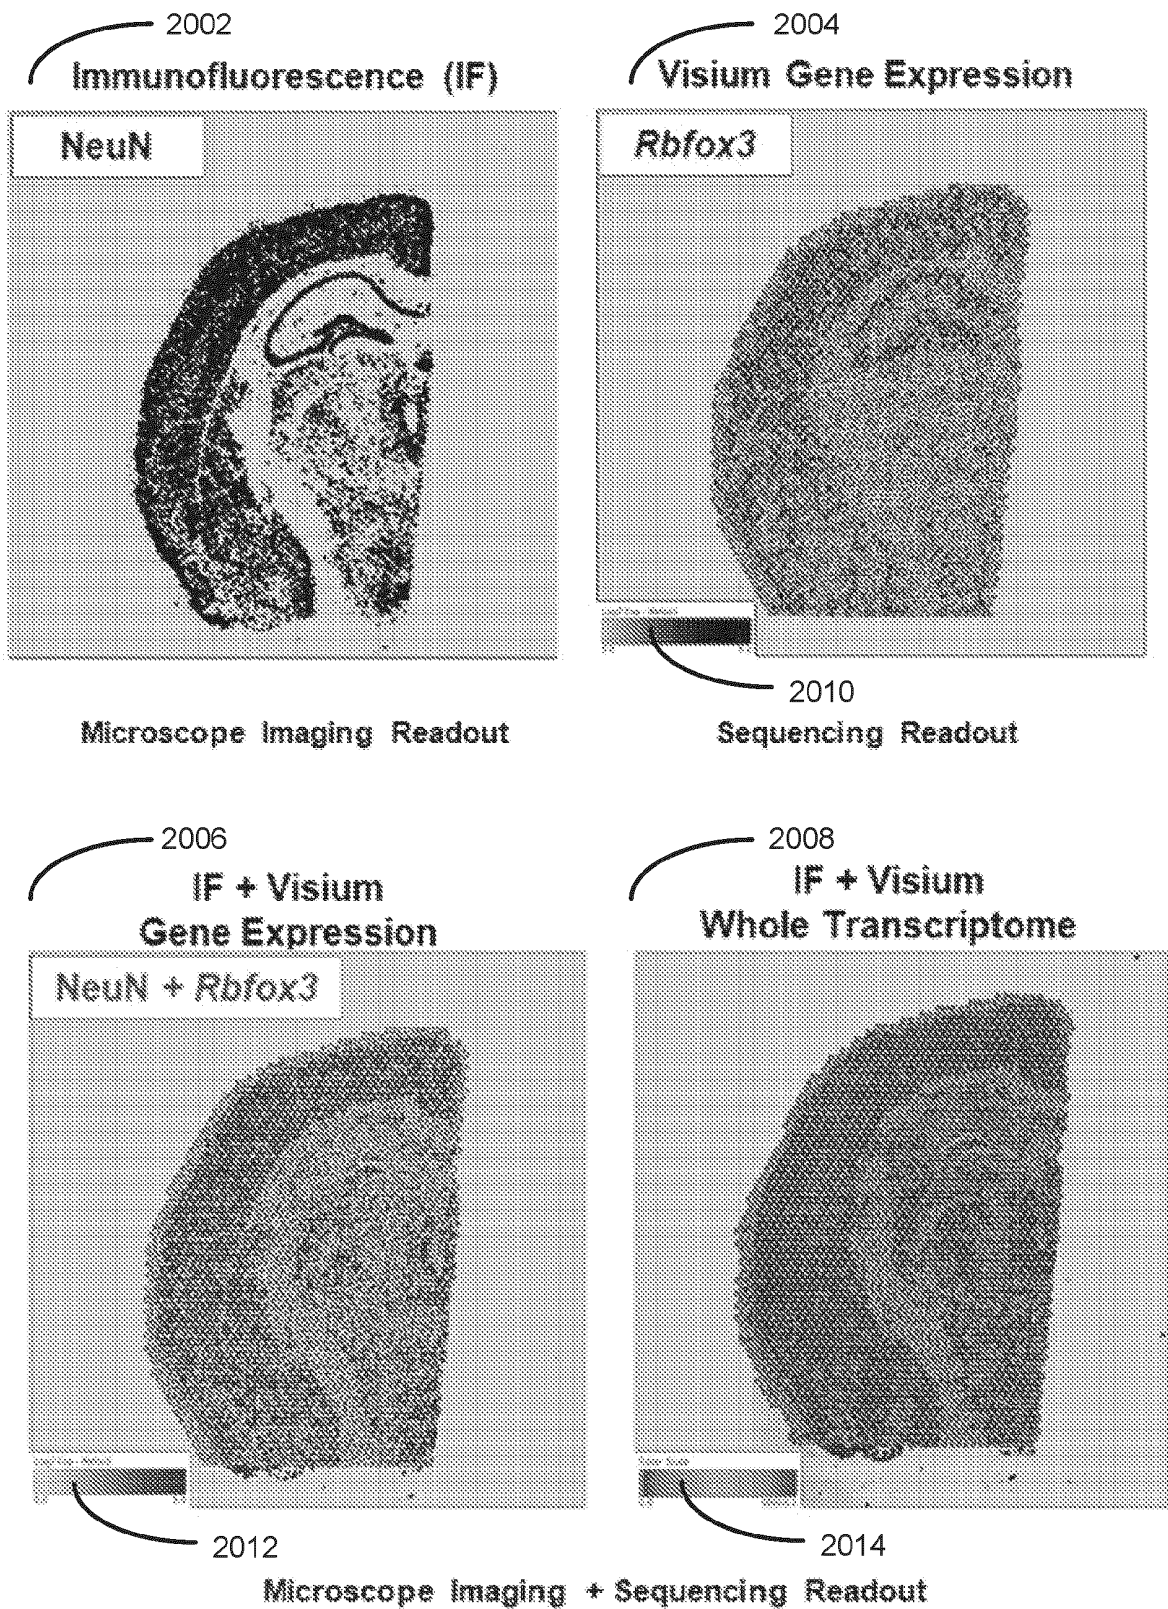 2002
2004
Immunofluorescence (IF)
Visium Gene Expression
NeuN
Rbfox3
2010
Microscope Imaging Readout
Sequencing Readout
2006
2008
IF + Visium
Gene Expression
IF + Visium
Whole Transcriptome
NeuN + Rbfox3
2012
2014
Microscope Imaging + Sequencing Readout